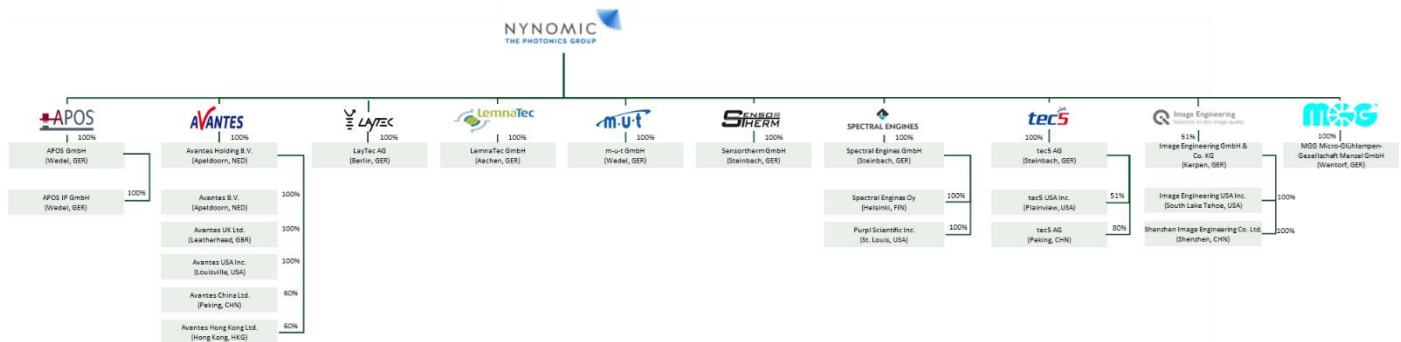 NYNOMIC
THE PHOTONICS GROUP
APOS
100%
APOS GmbH
(Wedel, GER)
100%
APOS IP GmbH
(Wedel, GER)
AVANTES
100%
Avantes Holding B.V.
(Apeldoorn, NED)
100%
Avantes B.V.
(Apeldoorn, NED)
100%
Avantes UK Ltd.
(Leatherhead, GBR)
100%
Avantes USA Inc.
(Louisville, USA)
60%
Avantes China Ltd.
(Peking, CHN)
60%
Avantes Hong Kong Ltd.
(Hong Kong, HKG)
LAYTEC
100%
LayTec AG
(Berlin, GER)
LemnaTec
100%
LemnaTec GmbH
(Aachen, GER)
m·u·t
100%
m-u-t GmbH
(Wedel, GER)
SENSOR
THERM
100%
Sensortherm GmbH
(Steinbach, GER)
SPECTRAL ENGINES
100%
Spectral Engines GmbH
(Steinbach, GER)
100%
Spectral Engines Oy
(Helsinki, FIN)
100%
Purpl Scientific Inc.
(St. Louis, USA)
tec5
100%
tec5 AG
(Steinbach, GER)
51%
tec5 USA Inc.
(Plainview, USA)
80%
tec5 AG
(Peking, CHN)
Image Engineering
Solutions to test image quality
51%
Image Engineering GmbH &
Co. KG
(Kerpen, GER)
100%
Image Engineering USA Inc.
(South Lake Tahoe, USA)
100%
Shenzhen Image Engineering Co. Ltd.
(Shenzhen, CHN)
MGG
100%
MGG Micro-Glühlampen-
Gesellschaft Menzel GmbH
(Wentorf, GER)